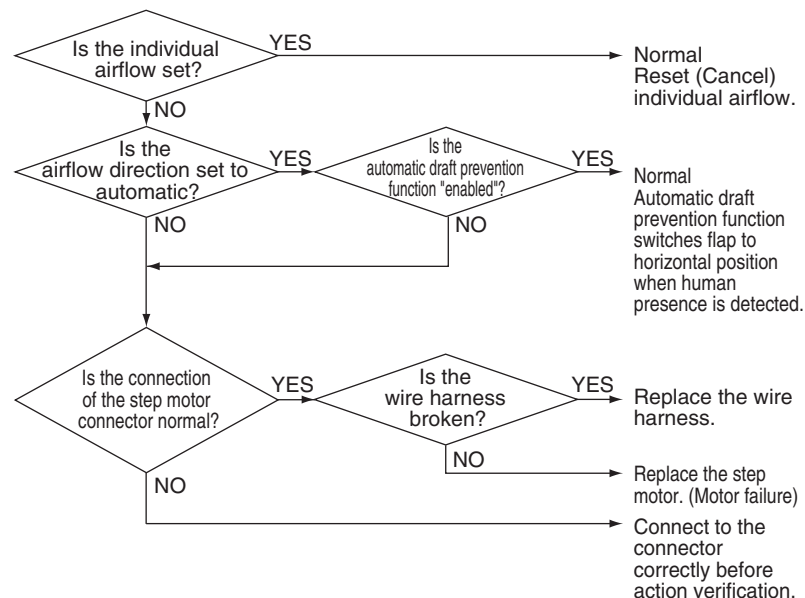 Is the individual
airflow set?
YES
Normal
Reset (Cancel)
individual airflow.
NO
Is the
airflow direction set to
automatic?
YES
Is the
automatic draft prevention
function "enabled"?
YES
Normal
Automatic draft
prevention function
switches flap to
horizontal position
when human
presence is detected.
NO
NO
Is the connection
of the step motor
connector normal?
YES
Is the
wire harness
broken?
YES
Replace the wire
harness.
NO
Replace the step
motor. (Motor failure)
NO
Connect to the
connector
correctly before
action verification.